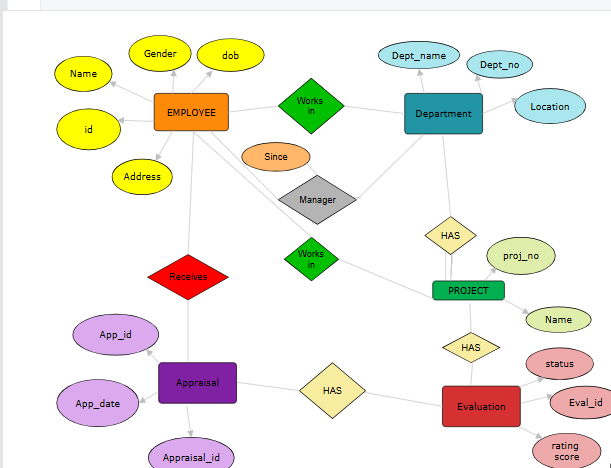 Gender
dob
Dept_name
Dept_no
Name
Works
in
EMPLOYEE
Department
Location
id
Since
Address
Manager
HAS
Works
in
proj_no
Receives
PROJECT
Name
App_id
HAS
status
Appraisal
HAS
Eval_id
App_date
Evaluation
rating
score
Appraisal_id